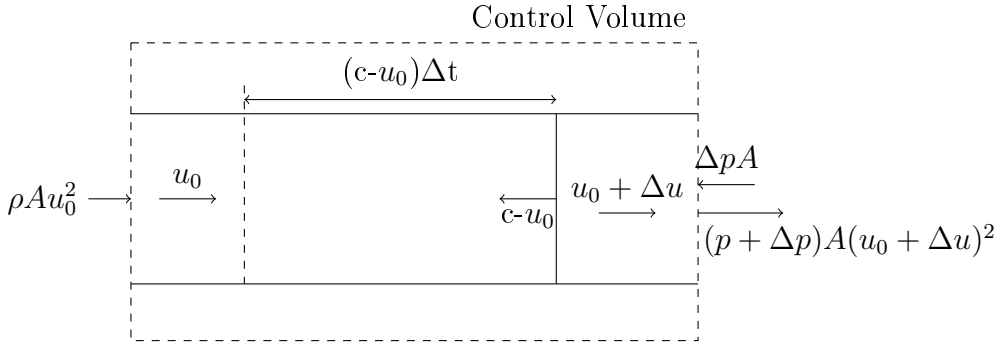 Control Volume
(c-u₀)Δt
ΔpA
u₀
u₀ + Δu
ρAu₀²
c-u₀
(p + Δp)A(u₀ + Δu)²